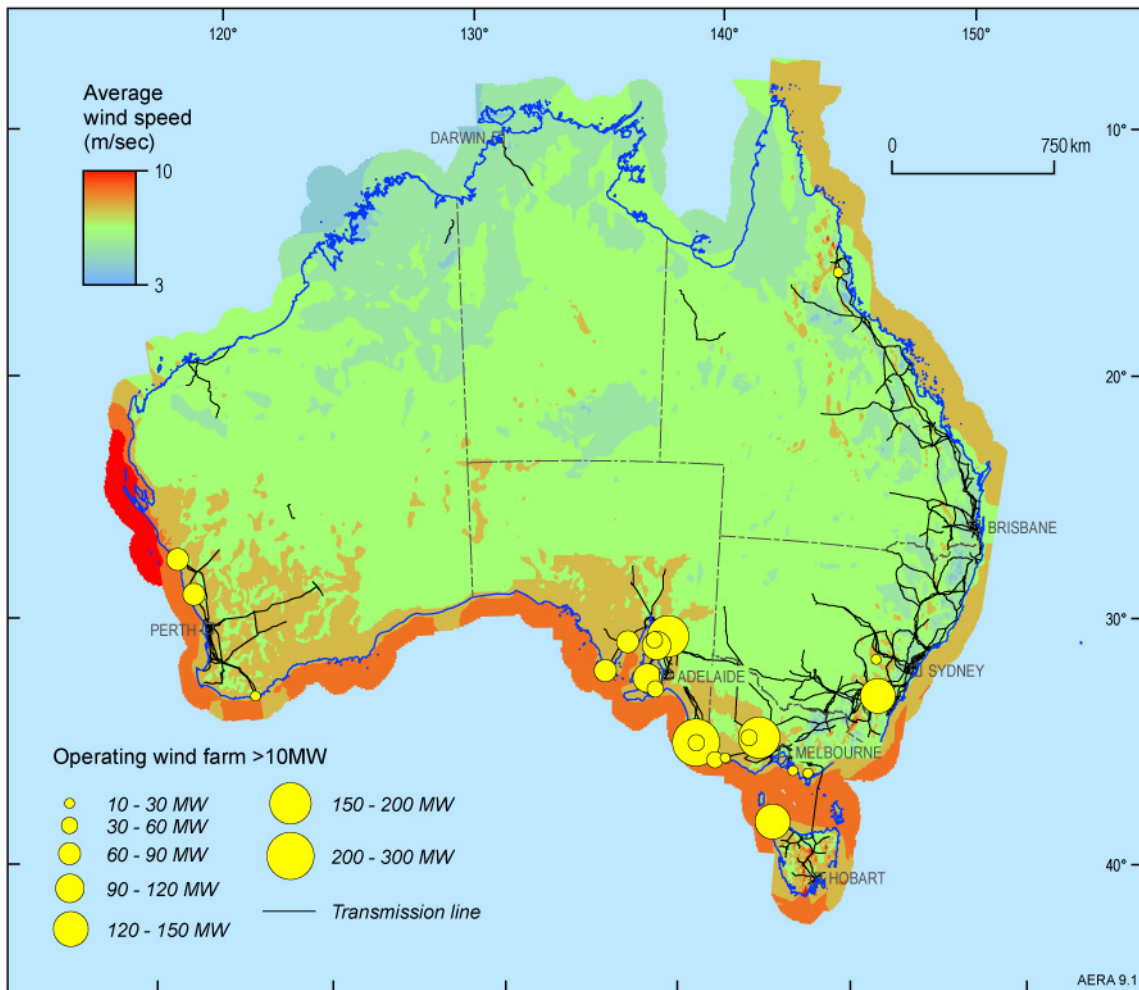 120°
130°
140°
150°
Average
wind speed
(m/sec)
10
3
DARWIN
0
750 km
10°
20°
BRISBANE
30°
PERTH
ADELAIDE
SYDNEY
MELBOURNE
Operating wind farm >10MW
10 - 30 MW
30 - 60 MW
60 - 90 MW
90 - 120 MW
120 - 150 MW
150 - 200 MW
200 - 300 MW
Transmission line
HOBART
40°
AERA 9.1